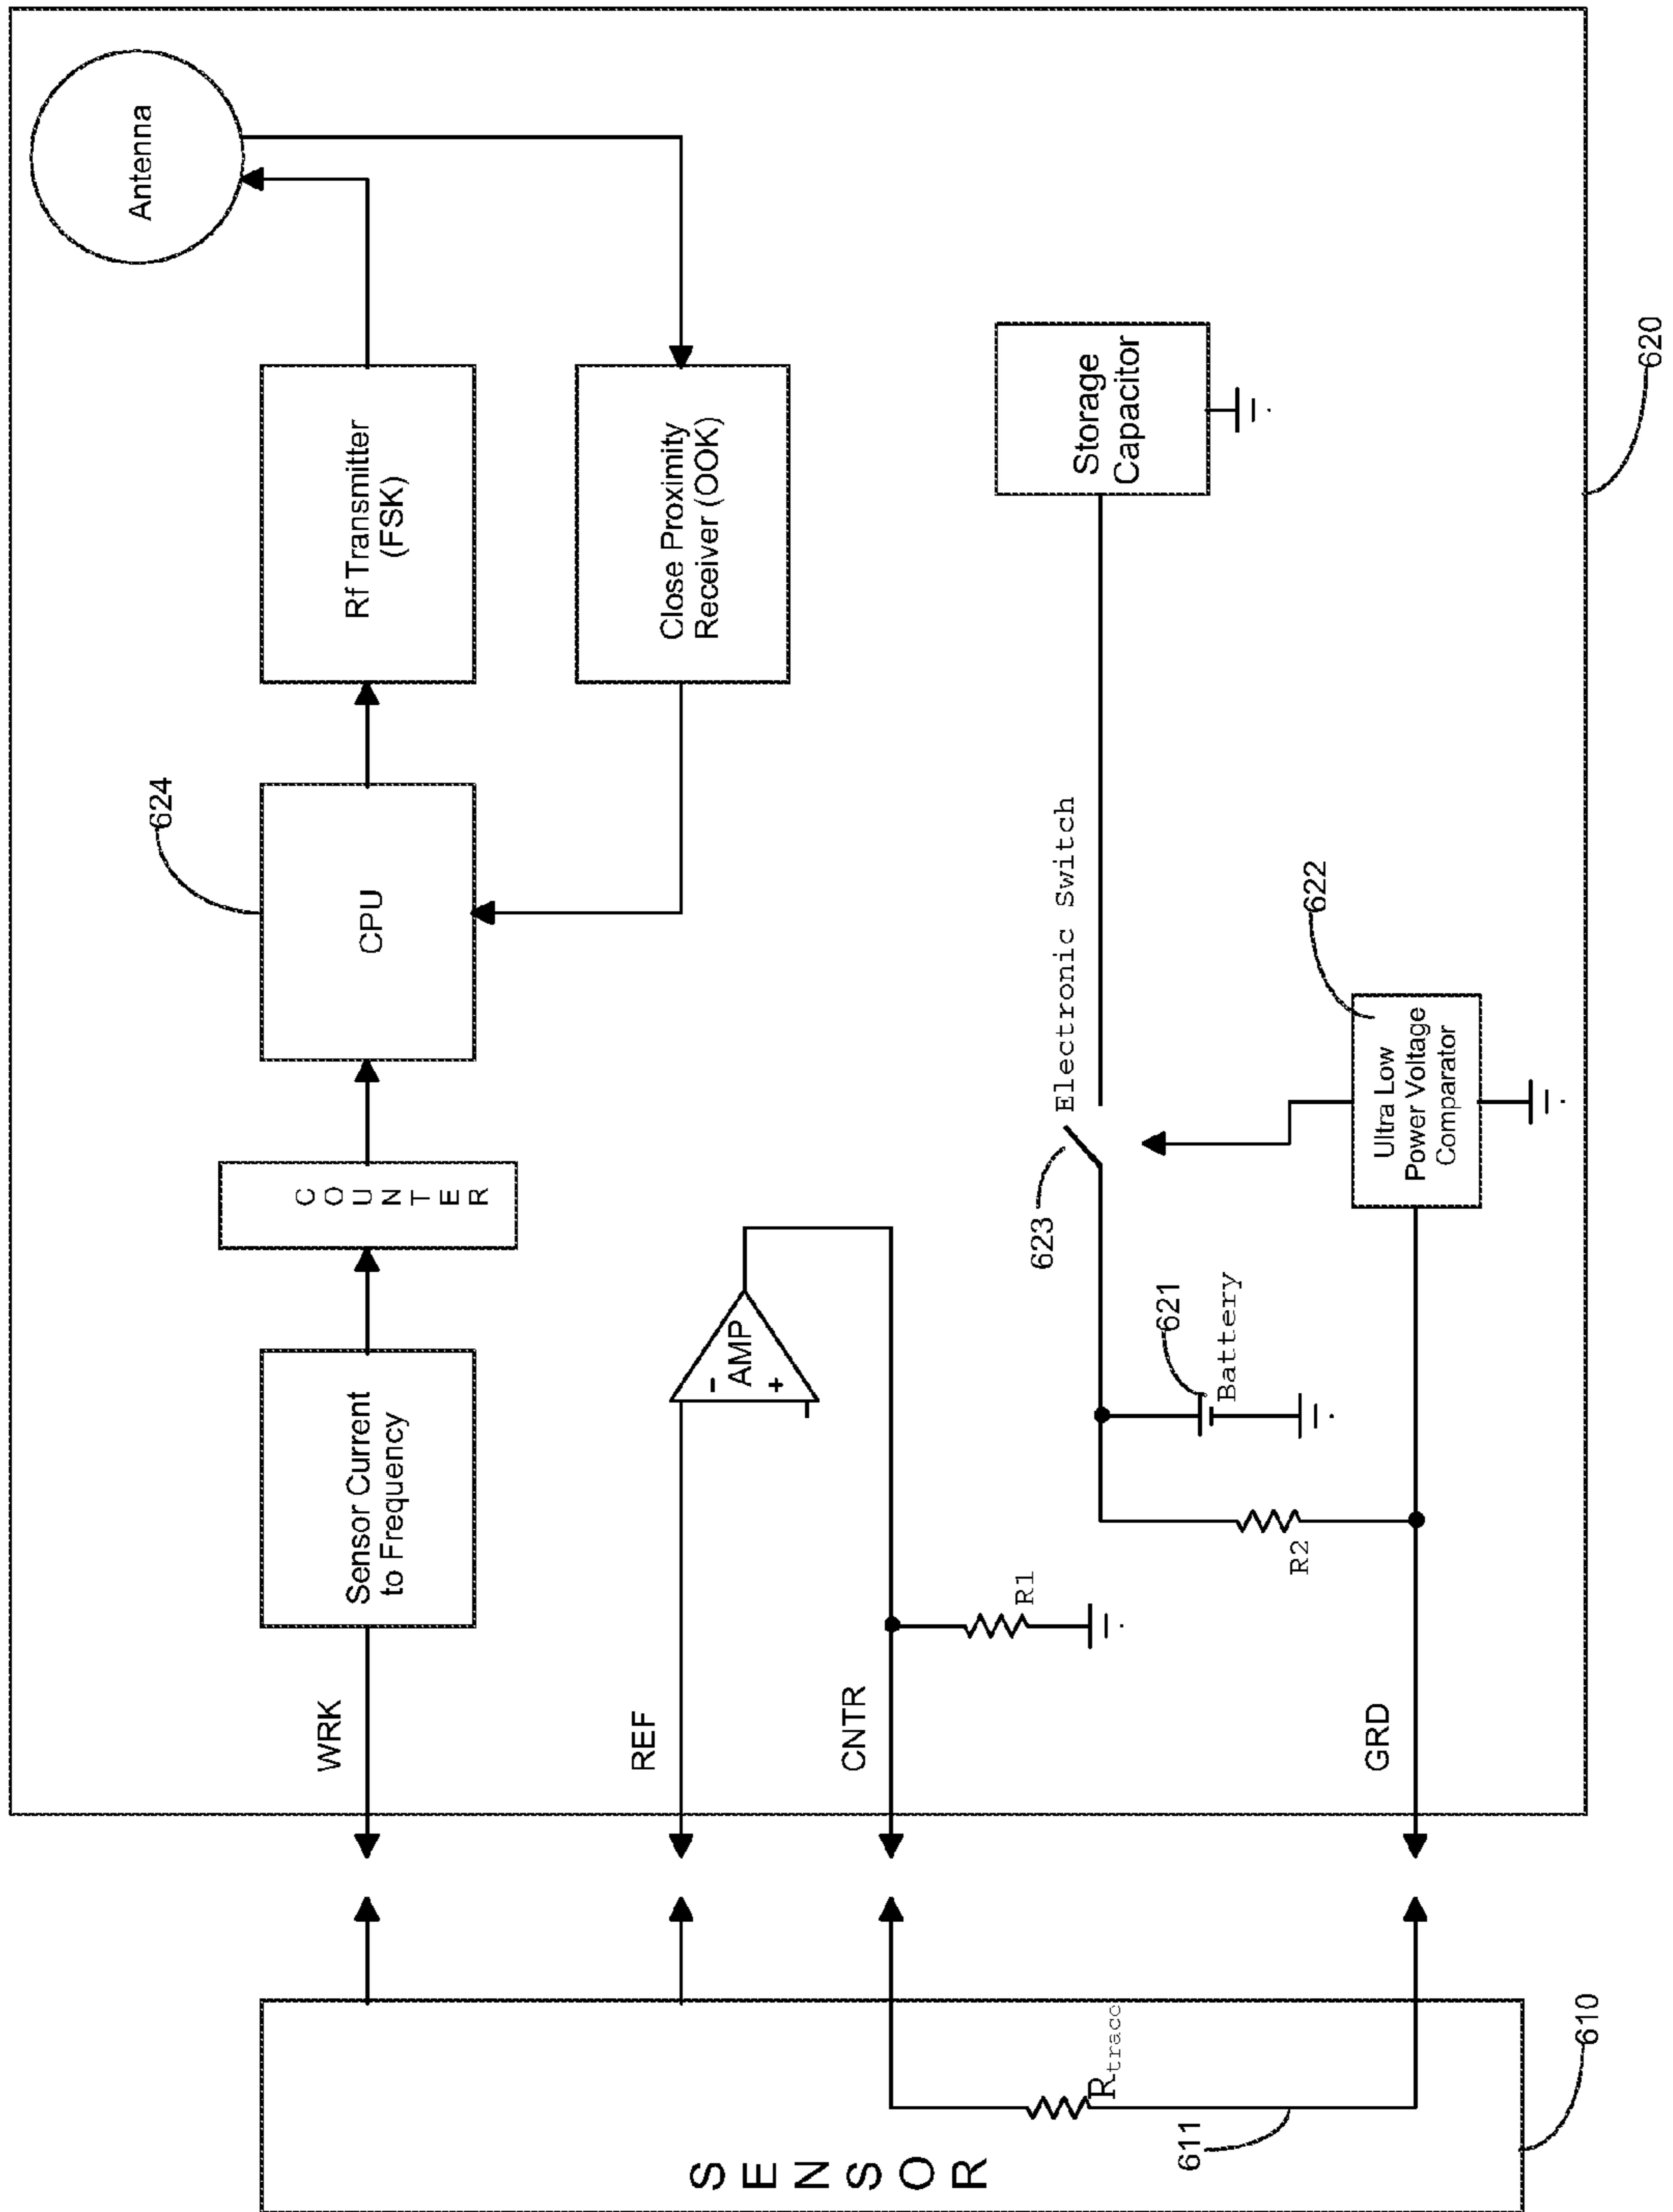 SENSOR
610
611
Rtrace
WRK
REF
CNTR
GRD
Sensor Current
to Frequency
COUNTER
CPU
624
Rf Transmitter
(FSK)
Antenna
Close Proximity
Receiver (OOK)
AMP
-
+
R1
R2
621
Battery
623
Electronic Switch
Storage
Capacitor
622
Ultra Low
Power Voltage
Comparator
620